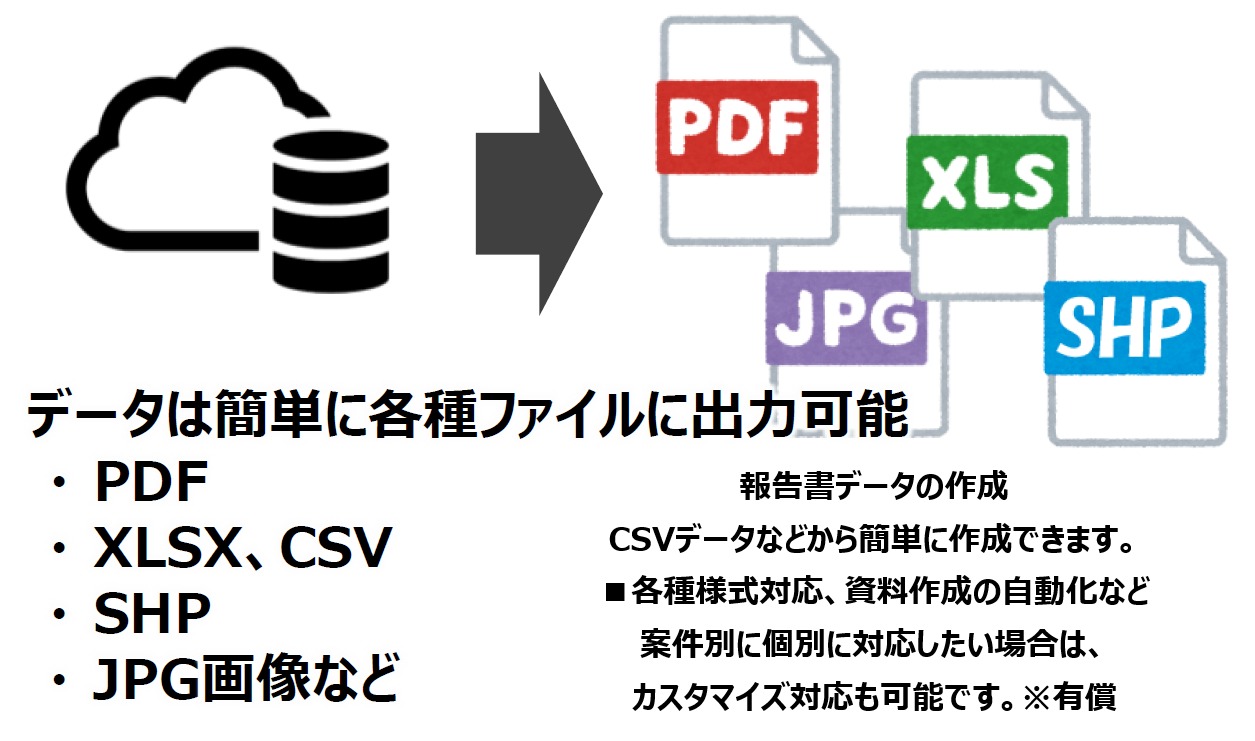 PDF
XLS
JPG
SHP
データは簡単に各種ファイルに出力可能
・ PDF
・ XLSX、CSV
・ SHP
・ JPG画像など
報告書データの作成
CSVデータなどから簡単に作成できます。
■各種様式対応、資料作成の自動化など
案件別に個別に対応したい場合は、
カスタマイズ対応も可能です。※有償